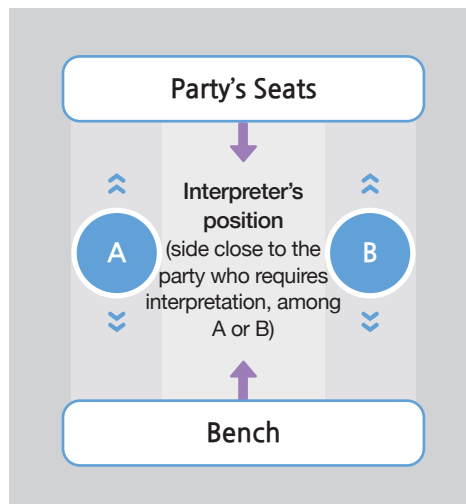 Party's Seats
Interpreter's
position
A
(side close to the
B
party who requires
interpretation, among
A or B)
Bench